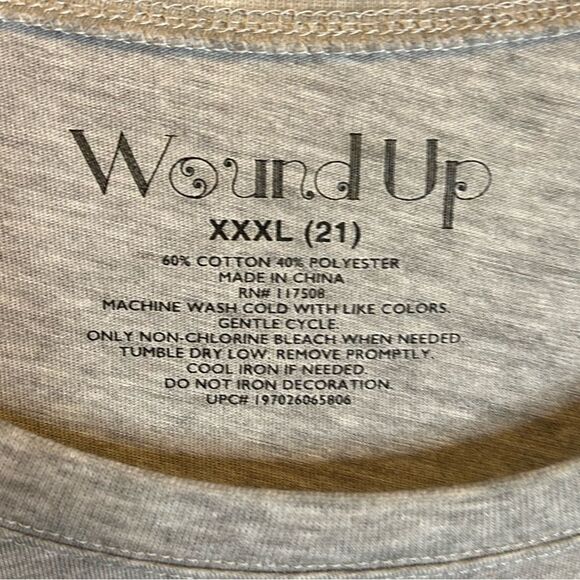 Wound Up
XXXL (21)
60% COTTON 40% POLYESTER
MADE IN CHINA
RN# 117508
MACHINE WASH COLD WITH LIKE COLORS.
GENTLE CYCLE.
ONLY NON-CHLORINE BLEACH WHEN NEEDED.
TUMBLE DRY LOW. REMOVE PROMPTLY.
COOL IRON IF NEEDED.
DO NOT IRON DECORATION.
UPC# 197026065806